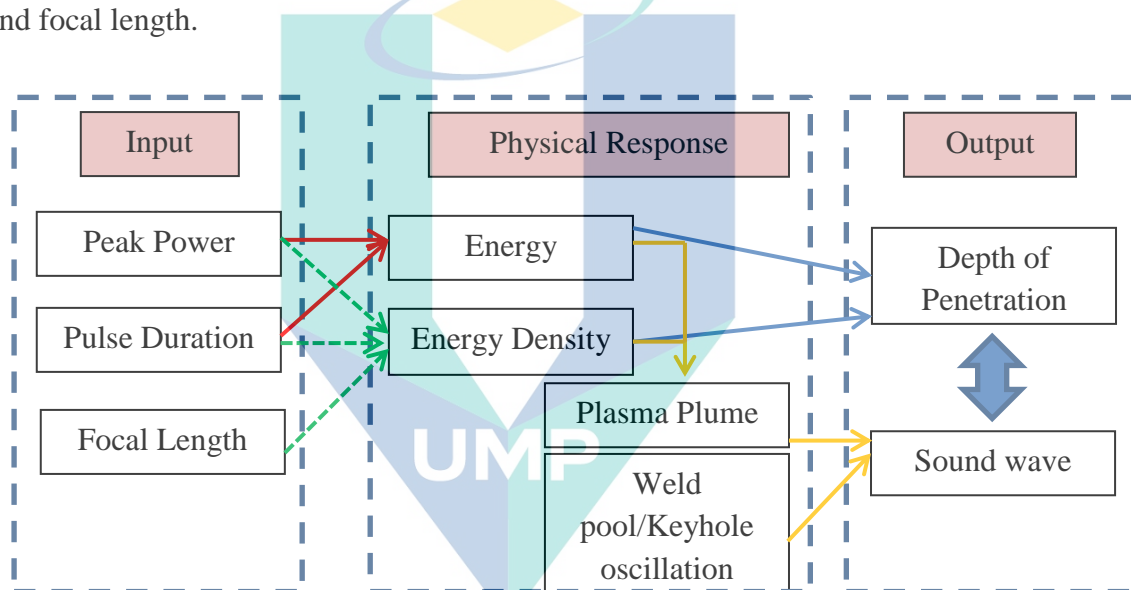 nd focal length.
Input
Physical Response
Output
Peak Power
Energy
Depth of
Penetration
Pulse Duration
Energy Density
Plasma Plume
Focal Length
UMP
Sound wave
Weld
pool/Keyhole
oscillation